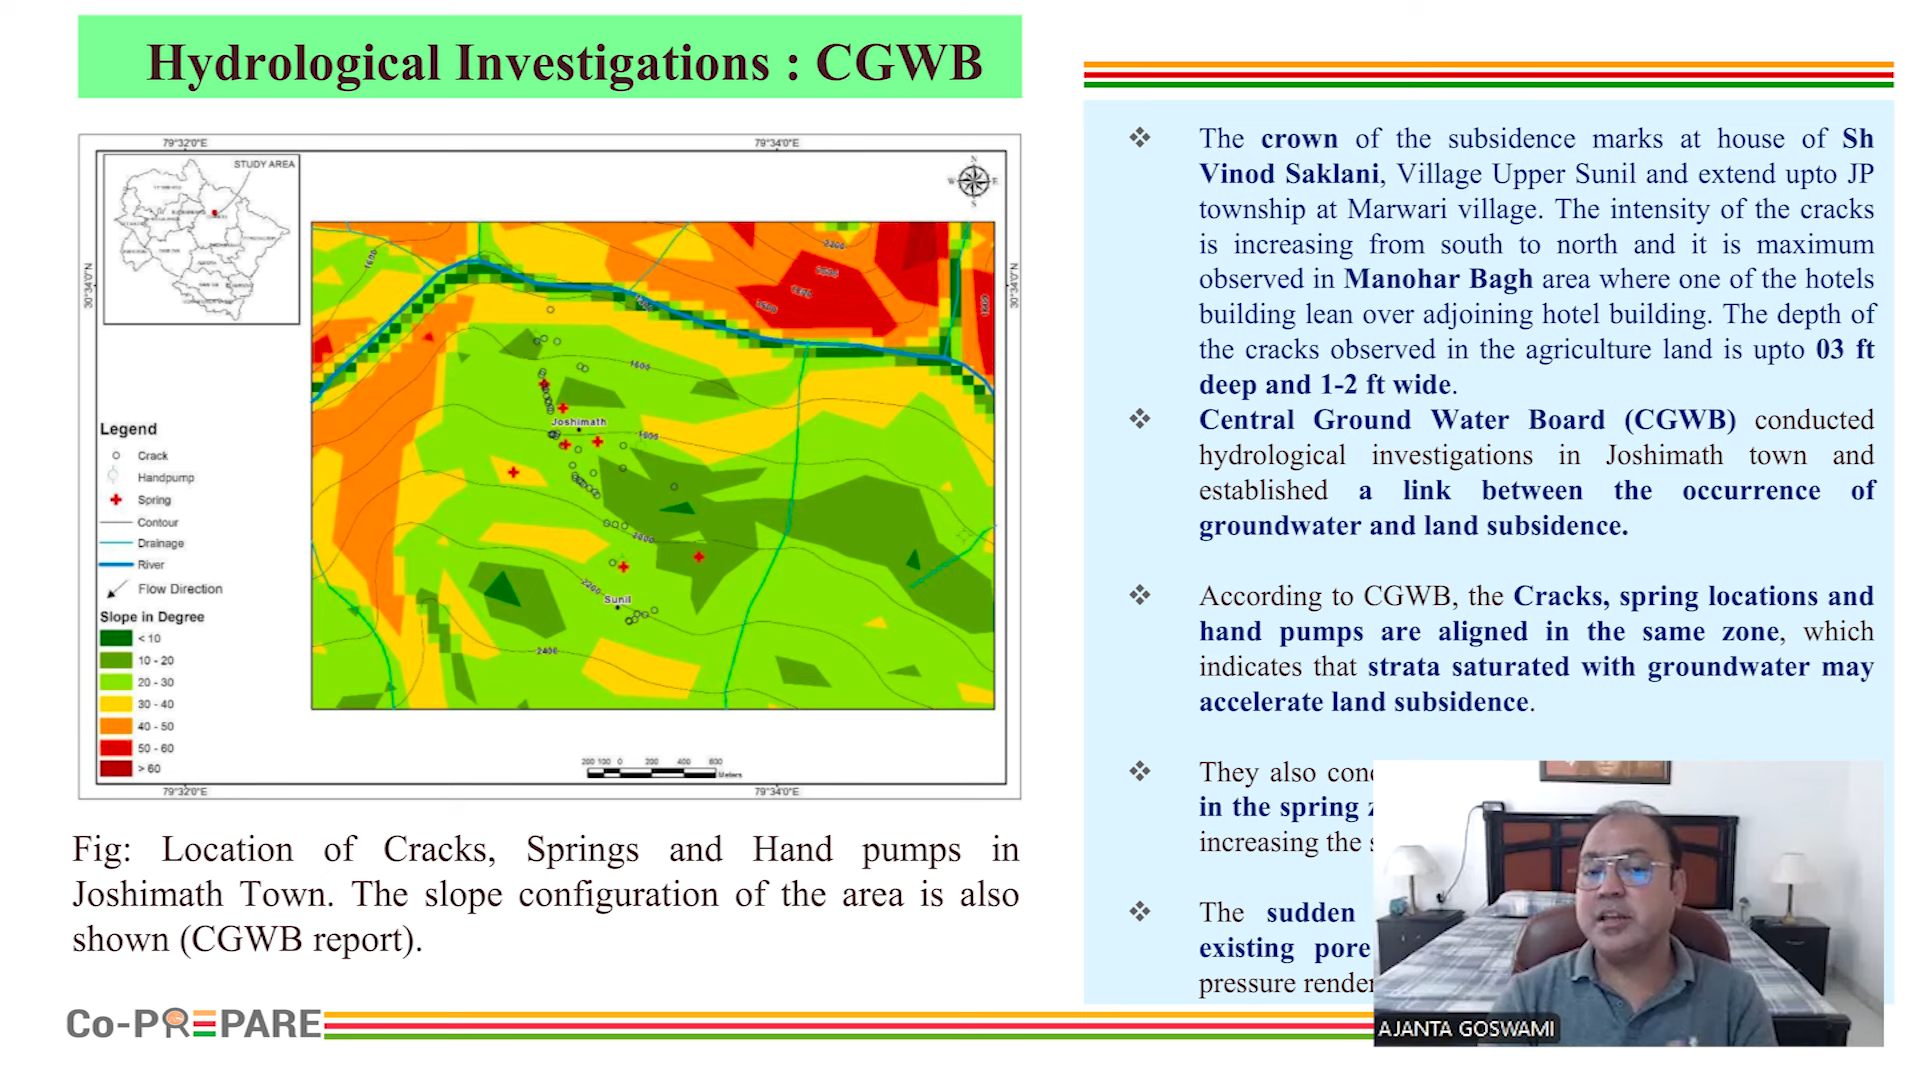 Hydrological Investigations : CGWB
79°32'0"E
79°34'0"E
STUDY AREA
N
W
E
S
30°34'0"N
30°34'0"N
1600
2200
1600
Joshimath
2000
2200
Sunil
2400
Legend
Crack
Handpump
Spring
Contour
Drainage
River
Flow Direction
Slope in Degree
< 10
10 - 20
20 - 30
30 - 40
40 - 50
50 - 60
> 60
200 100 0 200 400 600
Meters
79°32'0"E
79°34'0"E
Fig: Location of Cracks, Springs and Hand pumps in
Joshimath Town. The slope configuration of the area is also
shown (CGWB report).
Co-PREPARE
❖ The crown of the subsidence marks at house of Sh
Vinod Saklani, Village Upper Sunil and extend upto JP
township at Marwari village. The intensity of the cracks
is increasing from south to north and it is maximum
observed in Manohar Bagh area where one of the hotels
building lean over adjoining hotel building. The depth of
the cracks observed in the agriculture land is upto 03 ft
deep and 1-2 ft wide.
❖ Central Ground Water Board (CGWB) conducted
hydrological investigations in Joshimath town and
established a link between the occurrence of
groundwater and land subsidence.
❖ According to CGWB, the Cracks, spring locations and
hand pumps are aligned in the same zone, which
indicates that strata saturated with groundwater may
accelerate land subsidence.
❖ They also
in the spring
increasing the
❖ The sudden
existing pore
pressure
AJANTA GOSWAMI